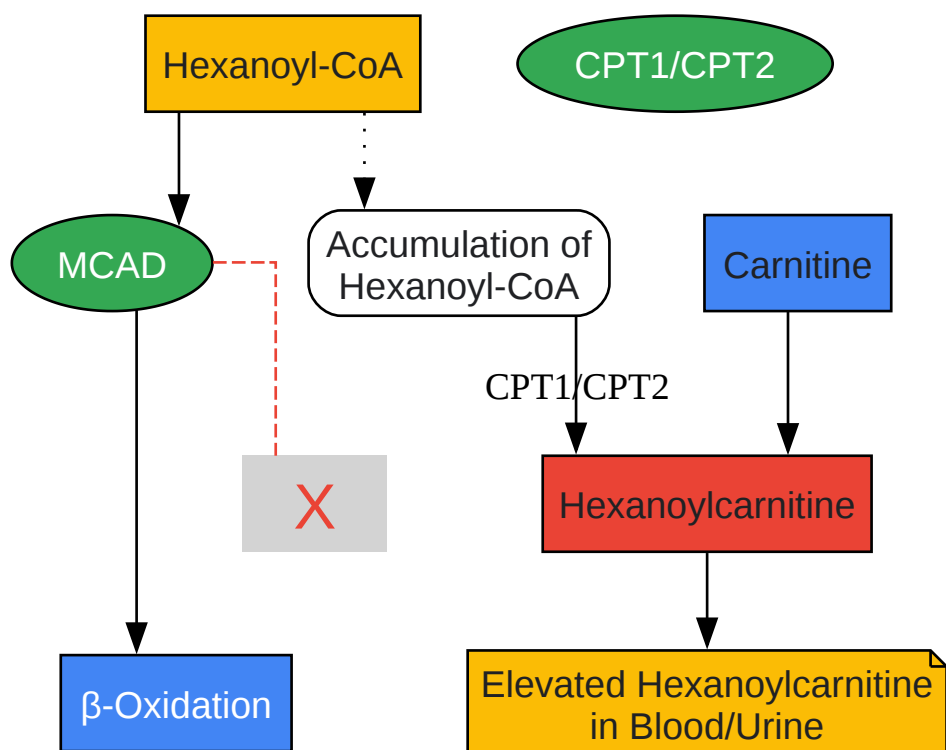 Hexanoyl-CoA
CPT1/CPT2
MCAD
Accumulation of
Hexanoyl-CoA
Carnitine
CPT1/CPT2
X
Hexanoylcarnitine
β-Oxidation
Elevated Hexanoylcarnitine
in Blood/Urine